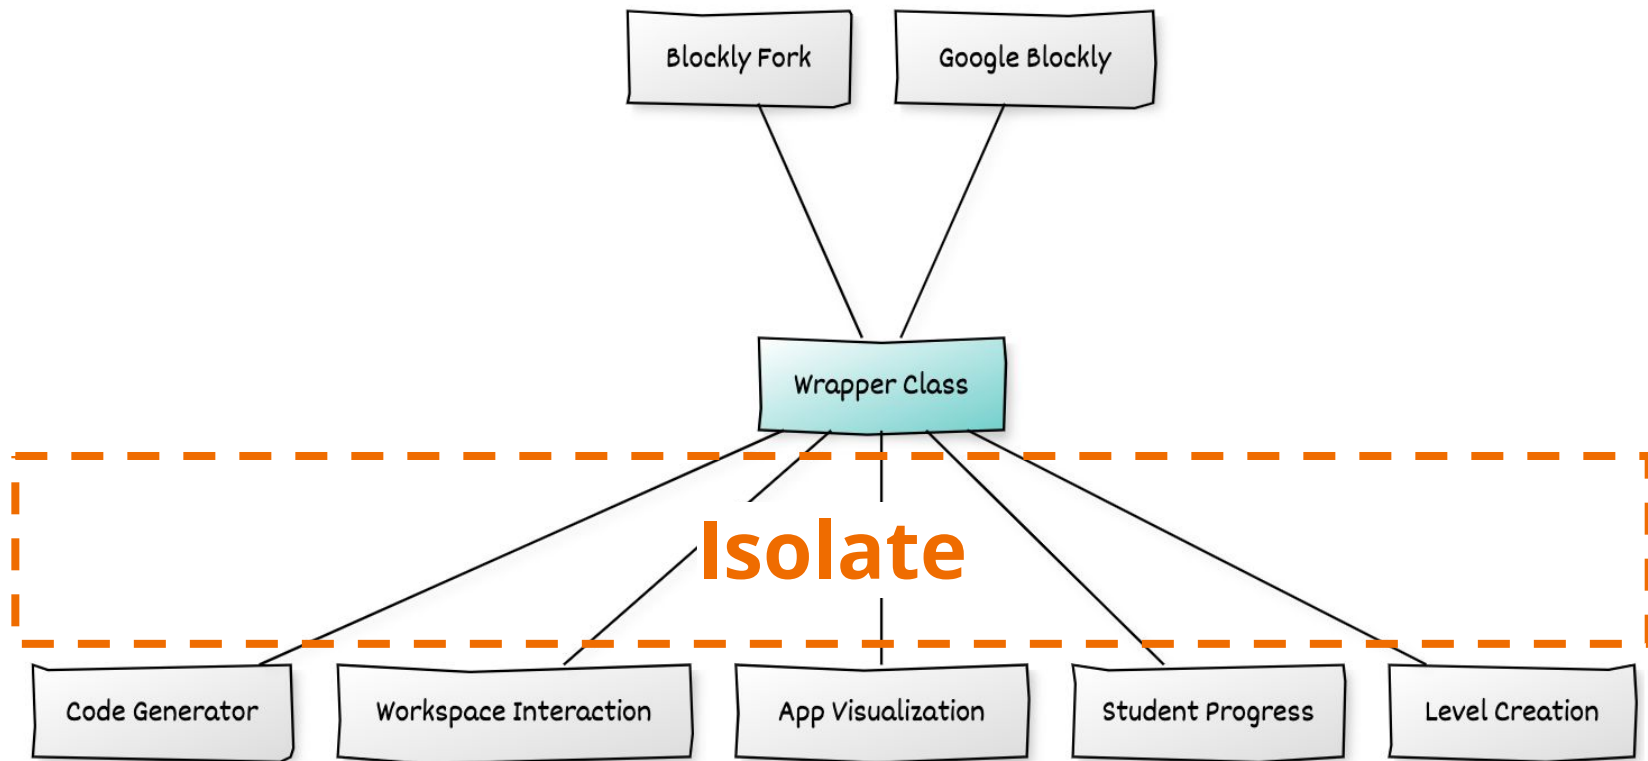 Blockly Fork
Google Blockly
Wrapper Class
Isolate
Code Generator
Workspace Interaction
App Visualization
Student Progress
Level Creation